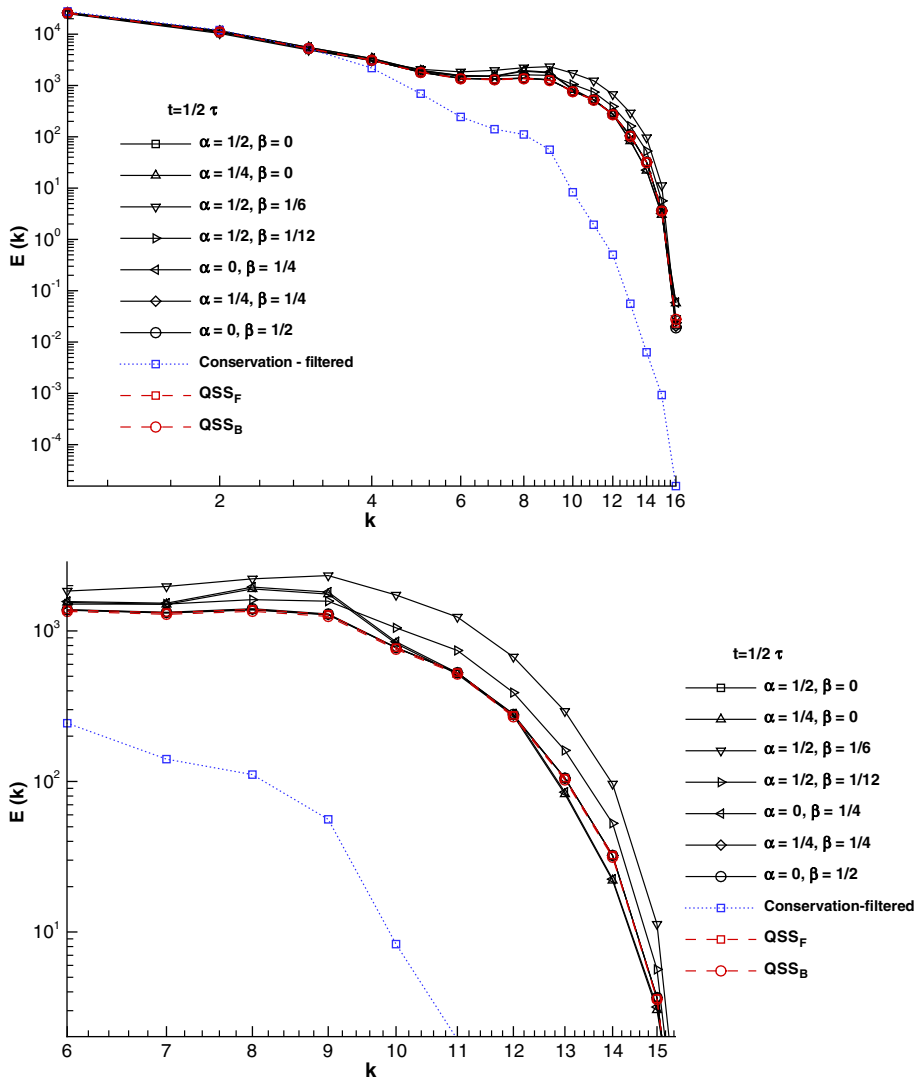 10⁴
10³
10²
10¹
10⁰
10⁻¹
10⁻²
10⁻³
10⁻⁴
E (k)
t=1/2 τ
α = 1/2, β = 0
α = 1/4, β = 0
α = 1/2, β = 1/6
α = 1/2, β = 1/12
α = 0, β = 1/4
α = 1/4, β = 1/4
α = 0, β = 1/2
Conservation - filtered
QSS_F
QSS_B
2 4 6 8 10 12 14 16
k
10³
10²
10¹
E (k)
6 7 8 9 10 11 12 13 14 15
k
t=1/2 τ
α = 1/2, β = 0
α = 1/4, β = 0
α = 1/2, β = 1/6
α = 1/2, β = 1/12
α = 0, β = 1/4
α = 1/4, β = 1/4
α = 0, β = 1/2
Conservation-filtered
QSS_F
QSS_B